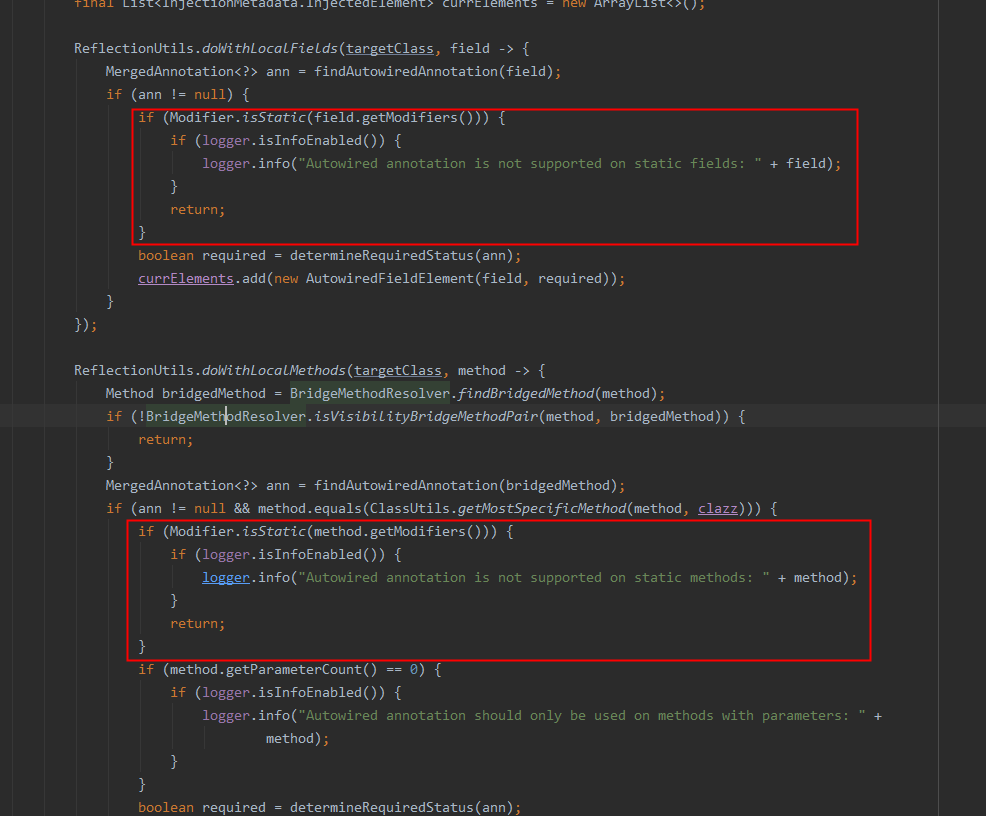 final List<InjectionMetadata.InjectedElement> currElements = new ArrayList<>();
ReflectionUtils.doWithLocalFields(targetClass, field -> {
MergedAnnotation<?> ann = findAutowiredAnnotation(field);
if (ann != null) {
if (Modifier.isStatic(field.getModifiers())) {
if (logger.isInfoEnabled()) {
logger.info("Autowired annotation is not supported on static fields: " + field);
}
return;
}
boolean required = determineRequiredStatus(ann);
currElements.add(new AutowiredFieldElement(field, required));
}
});
ReflectionUtils.doWithLocalMethods(targetClass, method -> {
Method bridgedMethod = BridgeMethodResolver.findBridgedMethod(method);
if (!BridgeMethodResolver.isVisibilityBridgeMethodPair(method, bridgedMethod)) {
return;
}
MergedAnnotation<?> ann = findAutowiredAnnotation(bridgedMethod);
if (ann != null && method.equals(ClassUtils.getMostSpecificMethod(method, clazz))) {
if (Modifier.isStatic(method.getModifiers())) {
if (logger.isInfoEnabled()) {
logger.info("Autowired annotation is not supported on static methods: " + method);
}
return;
}
if (method.getParameterCount() == 0) {
if (logger.isInfoEnabled()) {
logger.info("Autowired annotation should only be used on methods with parameters: " +
method);
}
}
boolean required = determineRequiredStatus(ann);